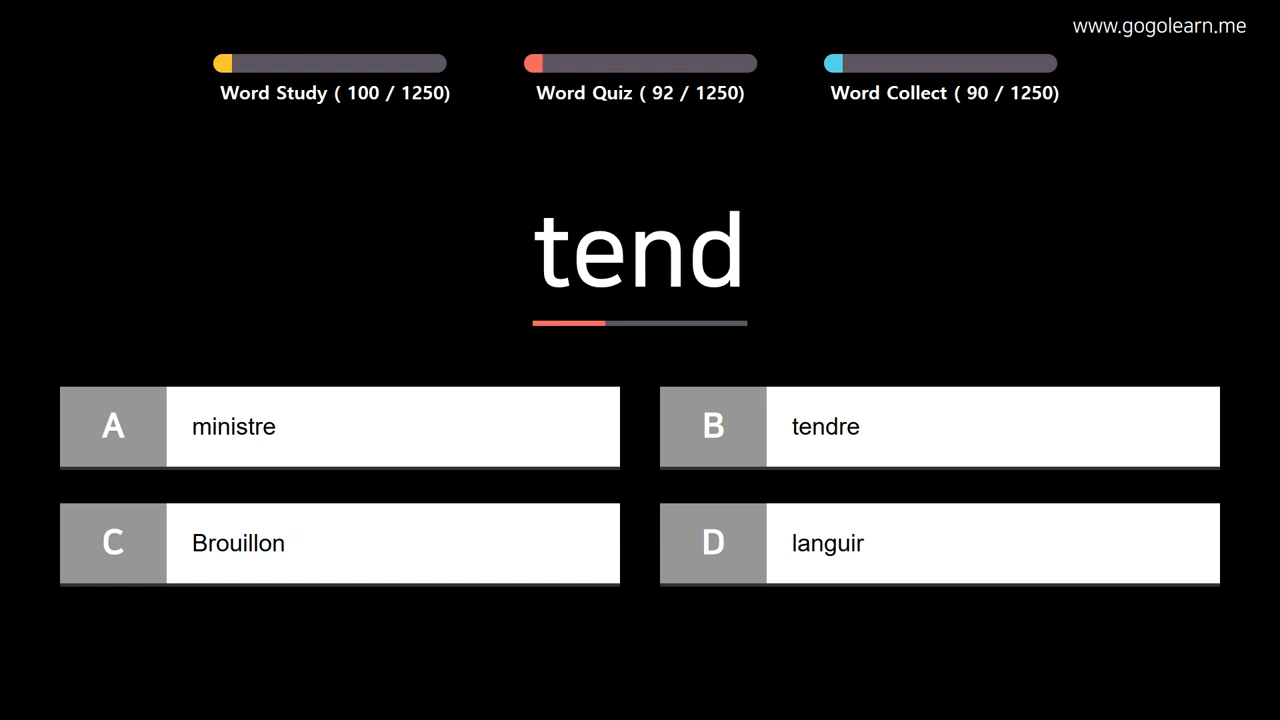 www.gogolearn.me
Word Study ( 100 / 1250)
Word Quiz ( 92 / 1250)
Word Collect ( 90 / 1250)
tend
A ministre
B tendre
C Brouillon
D languir